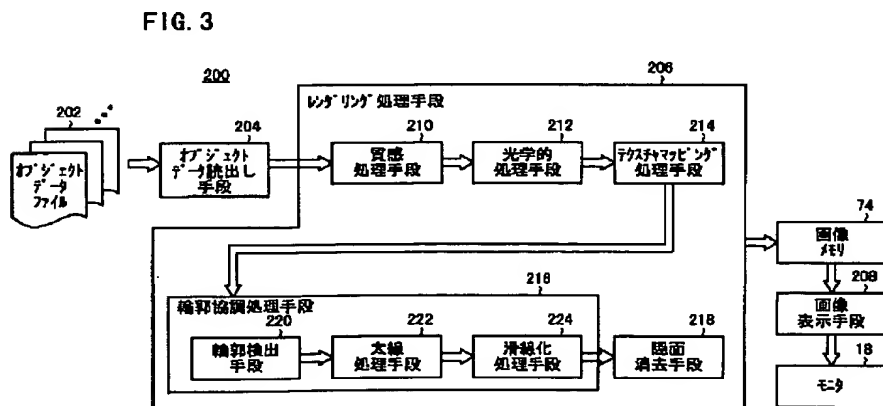 FIG. 3
200
206
レンダリング処理手段
202
オブジェクト
データ
ファイル
204
オブジェクト
データ読出し
手段
210
質感
処理手段
212
光学的
処理手段
214
テクスチャマッピング
処理手段
74
画像
メモリ
208
画像
表示手段
18
モニタ
216
輪郭協調処理手段
220
輪郭検出
手段
222
太線
処理手段
224
滑線化
処理手段
218
隠面
消去手段